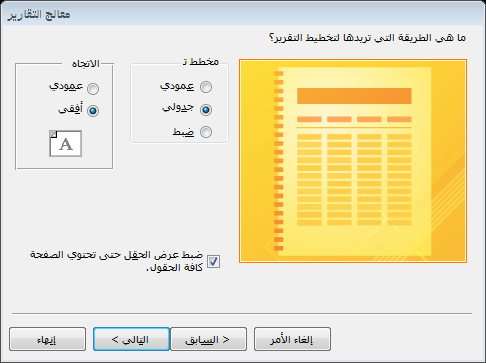 معالج التقارير
ما هي الطريقة التي تريدها لتخطيط التقرير؟
مخطط ت
عمودي
جدولي
ضبط
الاتجاه
عمودي
أفقي
A
ضبط عرض الحقل حتى تحتوي الصفحة
كافة الحقول.
إلغاء الأمر
< السابق
التالي >
إنهاء